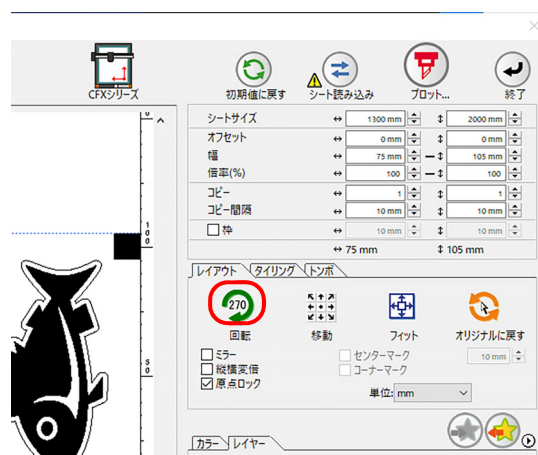 CFXシリーズ
初期値に戻す
シート読み込み
プロット...
終了
シートサイズ 1300 mm 2000 mm
オフセット 0 mm 0 mm
幅 75 mm 105 mm
倍率(%) 100 100
コピー 1 1
コピー間隔 10 mm 10 mm
枠 10 mm 10 mm
75 mm 105 mm
レイアウト タイリング トンボ
270
回転 移動 フィット オリジナルに戻す
ミラー センターマーク 10 mm
縦横変倍 コーナーマーク
原点ロック
単位: mm
カラー レイヤー
0
100
50